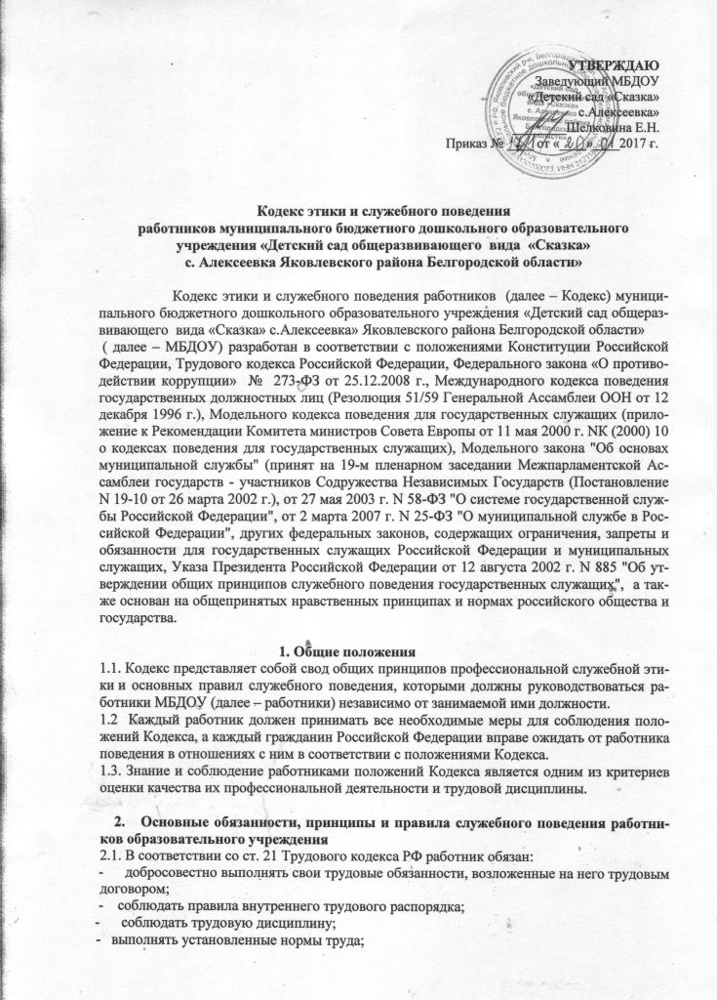 УТВЕРЖДАЮ
Заведующий МБДОУ
«Детский сад «Сказка»
с.Алексеевка»
Шелковина Е.Н.
Приказ № от « 20 » 01 2017 г.
Кодекс этики и служебного поведения
работников муниципального бюджетного дошкольного образовательного
учреждения «Детский сад общеразвивающего вида «Сказка»
с. Алексеевка Яковлевского района Белгородской области»
Кодекс этики и служебного поведения работников (далее – Кодекс) муници-
пального бюджетного дошкольного образовательного учреждения «Детский сад общераз-
вивающего вида «Сказка» с.Алексеевка» Яковлевского района Белгородской области»
( далее – МБДОУ) разработан в соответствии с положениями Конституции Российской
Федерации, Трудового кодекса Российской Федерации, Федерального закона «О противо-
действии коррупции» № 273-ФЗ от 25.12.2008 г., Международного кодекса поведения
государственных должностных лиц (Резолюция 51/59 Генеральной Ассамблеи ООН от 12
декабря 1996 г.), Модельного кодекса поведения для государственных служащих (прило-
жение к Рекомендации Комитета министров Совета Европы от 11 мая 2000 г. NК (2000) 10
о кодексах поведения для государственных служащих), Модельного закона "Об основах
муниципальной службы" (принят на 19-м пленарном заседании Межпарламентской Ас-
самблеи государств - участников Содружества Независимых Государств (Постановление
N 19-10 от 26 марта 2002 г.), от 27 мая 2003 г. N 58-ФЗ "О системе государственной служ-
бы Российской Федерации", от 2 марта 2007 г. N 25-ФЗ "О муниципальной службе в Рос-
сийской Федерации", других федеральных законов, содержащих ограничения, запреты и
обязанности для государственных служащих Российской Федерации и муниципальных
служащих, Указа Президента Российской Федерации от 12 августа 2002 г. N 885 "Об ут-
верждении общих принципов служебного поведения государственных служащих", а так-
же основан на общепринятых нравственных принципах и нормах российского общества и
государства.
1. Общие положения
1.1. Кодекс представляет собой свод общих принципов профессиональной служебной эти-
ки и основных правил служебного поведения, которыми должны руководствоваться ра-
ботники МБДОУ (далее – работники) независимо от занимаемой ими должности.
1.2 Каждый работник должен принимать все необходимые меры для соблюдения поло-
жений Кодекса, а каждый гражданин Российской Федерации вправе ожидать от работника
поведения в отношениях с ним в соответствии с положениями Кодекса.
1.3. Знание и соблюдение работниками положений Кодекса является одним из критериев
оценки качества их профессиональной деятельности и трудовой дисциплины.
2. Основные обязанности, принципы и правила служебного поведения работни-
ков образовательного учреждения
2.1. В соответствии со ст. 21 Трудового кодекса РФ работник обязан:
- добросовестно выполнять свои трудовые обязанности, возложенные на него трудовым
договором;
- соблюдать правила внутреннего трудового распорядка;
- соблюдать трудовую дисциплину;
- выполнять установленные нормы труда;